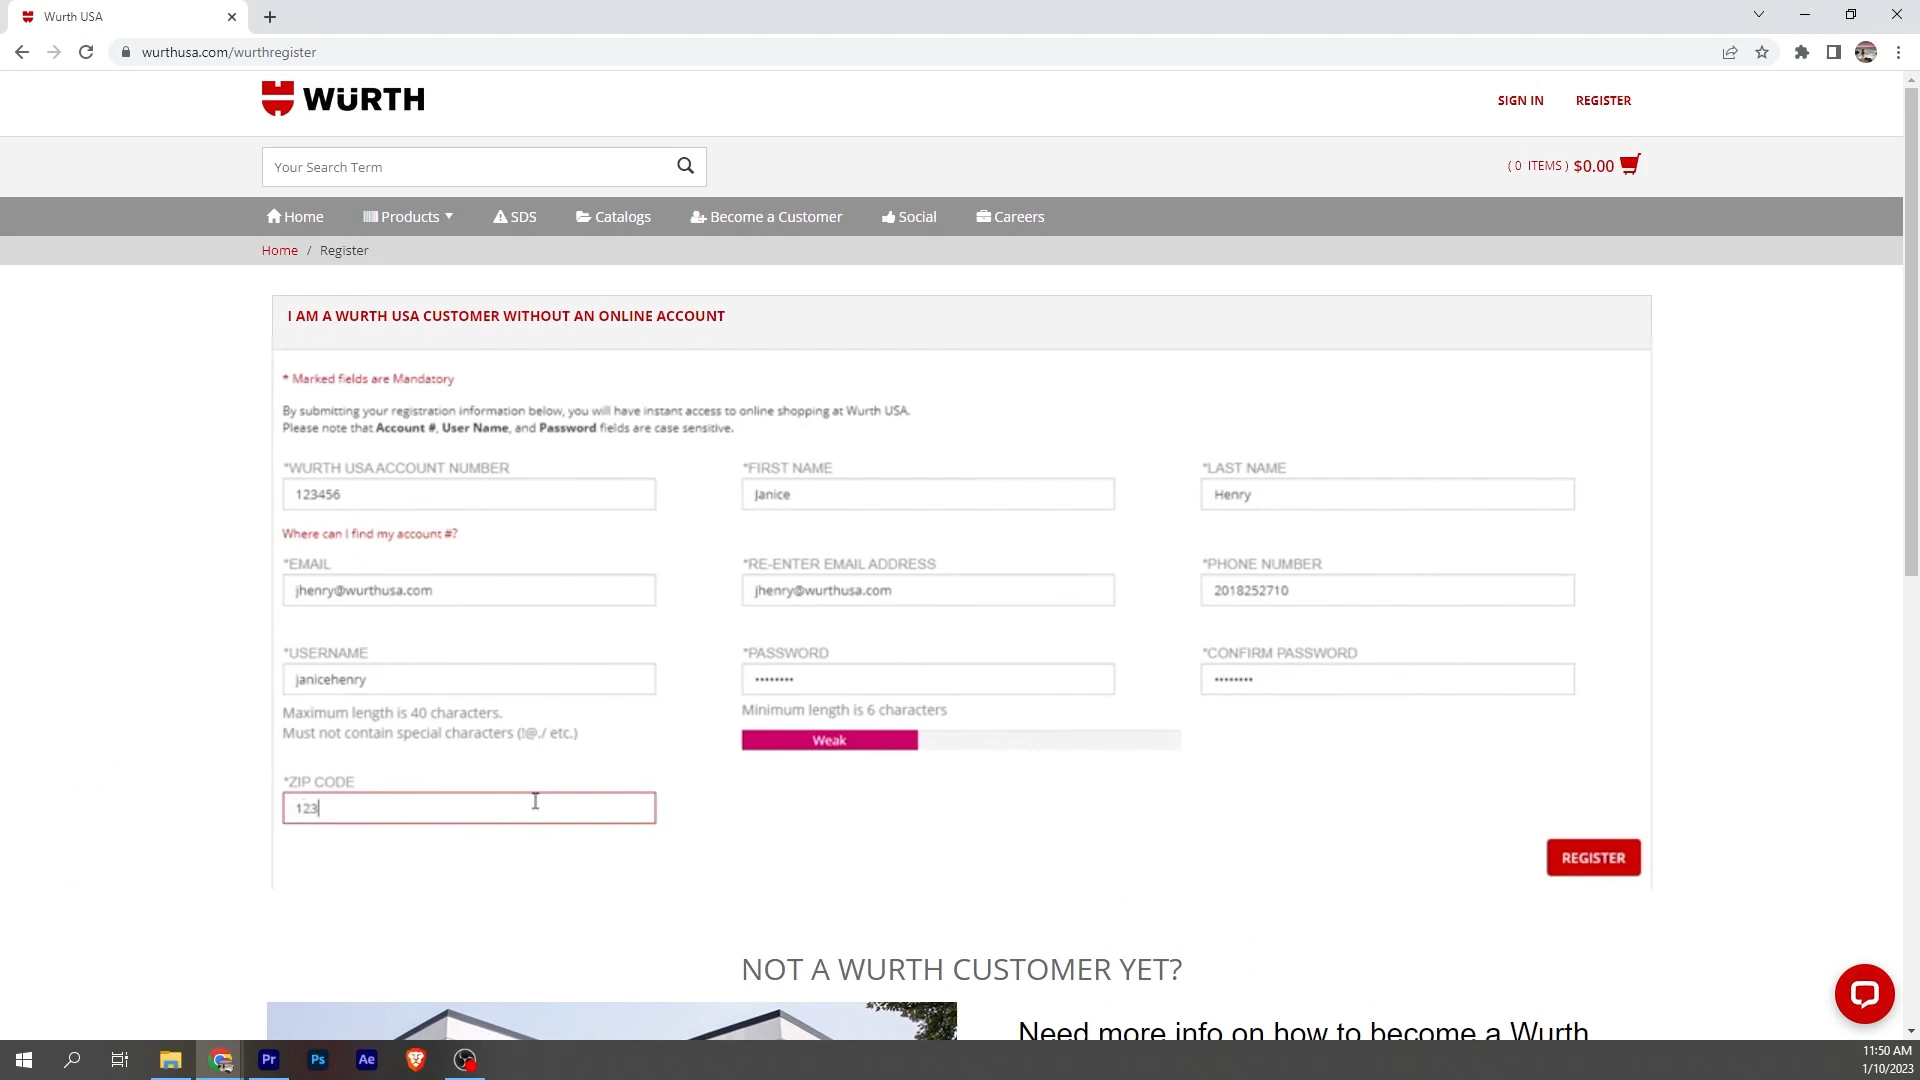 Wurth USA
wurthusa.com/wurthregister
WÜRTH
SIGN IN
REGISTER
Your Search Term
( 0 ITEMS ) $0.00
Home
Products
SDS
Catalogs
Become a Customer
Social
Careers
Home / Register
I AM A WURTH USA CUSTOMER WITHOUT AN ONLINE ACCOUNT
* Marked fields are Mandatory
By submitting your registration information below, you will have instant access to online shopping at Wurth USA.
Please note that Account #, User Name, and Password fields are case sensitive.
*WURTH USA ACCOUNT NUMBER
*FIRST NAME
*LAST NAME
123456
Janice
Henry
Where can I find my account #?
*EMAIL
*RE-ENTER EMAIL ADDRESS
*PHONE NUMBER
jhenry@wurthusa.com
jhenry@wurthusa.com
2018252710
*USERNAME
*PASSWORD
*CONFIRM PASSWORD
janicehenry
••••••••
••••••••
Maximum length is 40 characters.
Must not contain special characters (!@./ etc.)
Minimum length is 6 characters
Weak
*ZIP CODE
123
REGISTER
NOT A WURTH CUSTOMER YET?
Need more info on how to become a Wurth
Pr
Ps
Ae
11:50 AM
1/10/2023